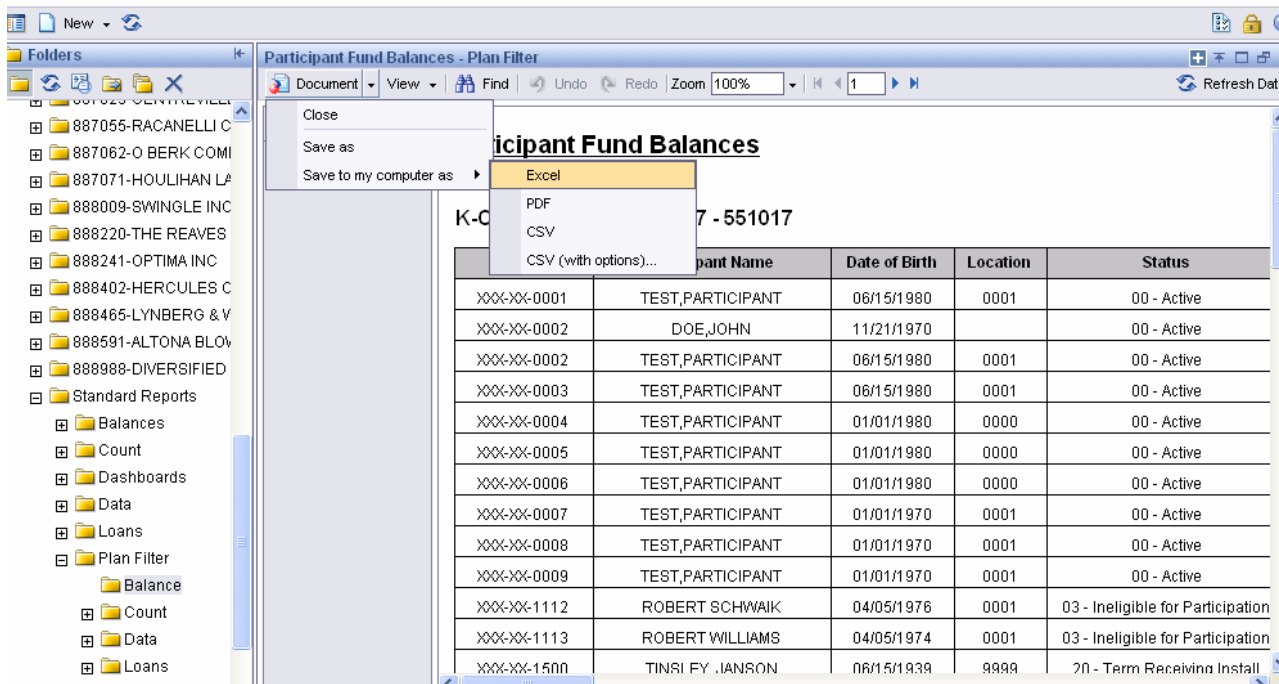 New
Folders
Participant Fund Balances - Plan Filter
Document View Find Undo Redo Zoom 100% 1 Refresh Dat
887055-RACANELLI C
887062-O BERK COM
887071-HOULIHAN LA
888009-SWINGLE INC
888220-THE REAVES
888241-OPTIMA INC
888402-HERCULES C
888465-LYNBERG & V
888591-ALTONA BLOV
888988-DIVERSIFIED
Standard Reports
Balances
Count
Dashboards
Data
Loans
Plan Filter
Balance
Count
Data
Loans
Close
Save as
Save to my computer as
Excel
PDF
CSV
CSV (with options)...
icipant Fund Balances
K-C 7 - 551017
pant Name Date of Birth Location Status
XXX-XX-0001 TEST,PARTICIPANT 06/15/1980 0001 00 - Active
XXX-XX-0002 DOE,JOHN 11/21/1970 00 - Active
XXX-XX-0002 TEST,PARTICIPANT 06/15/1980 0001 00 - Active
XXX-XX-0003 TEST,PARTICIPANT 06/15/1980 0001 00 - Active
XXX-XX-0004 TEST,PARTICIPANT 01/01/1980 0000 00 - Active
XXX-XX-0005 TEST,PARTICIPANT 01/01/1980 0000 00 - Active
XXX-XX-0006 TEST,PARTICIPANT 01/01/1980 0000 00 - Active
XXX-XX-0007 TEST,PARTICIPANT 01/01/1970 0001 00 - Active
XXX-XX-0008 TEST,PARTICIPANT 01/01/1970 0001 00 - Active
XXX-XX-0009 TEST,PARTICIPANT 01/01/1970 0001 00 - Active
XXX-XX-1112 ROBERT SCHWAIK 04/05/1976 0001 03 - Ineligible for Participation
XXX-XX-1113 ROBERT WILLIAMS 04/05/1974 0001 03 - Ineligible for Participation
XXX-XX-1500 TINSLEY, JANSON 06/15/1939 9999 20 - Term Receiving Install